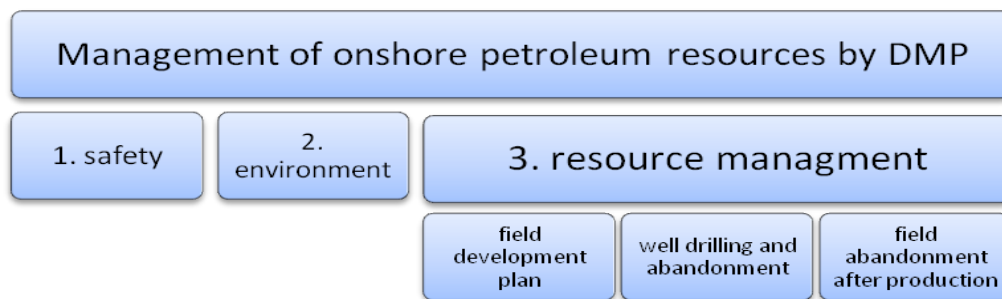 Management of onshore petroleum resources by DMP
1. safety
2.
environment
3. resource managment
field
development
plan
well drilling and
abandonment
field
abandonment
after production